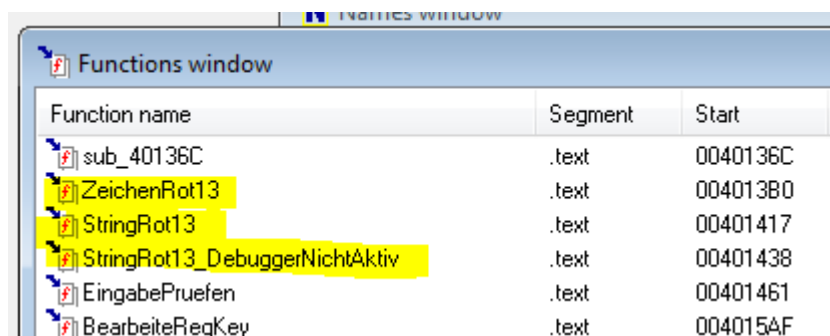 Names window
Functions window
Function name Segment Start
sub_40136C .text 0040136C
ZeichenRot13 .text 004013B0
StringRot13 .text 00401417
StringRot13_DebuggerNichtAktiv .text 00401438
EingabePruefen .text 00401461
BearbeiteRegKey .text 004015AF